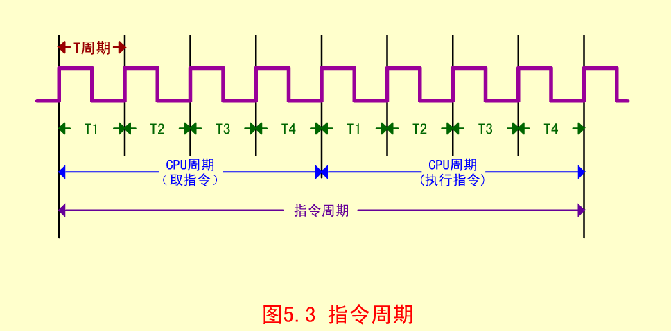 T周期
T1 T2 T3 T4 T1 T2 T3 T4
CPU周期 CPU周期
(取指令) (执行指令)
指令周期
图5.3 指令周期